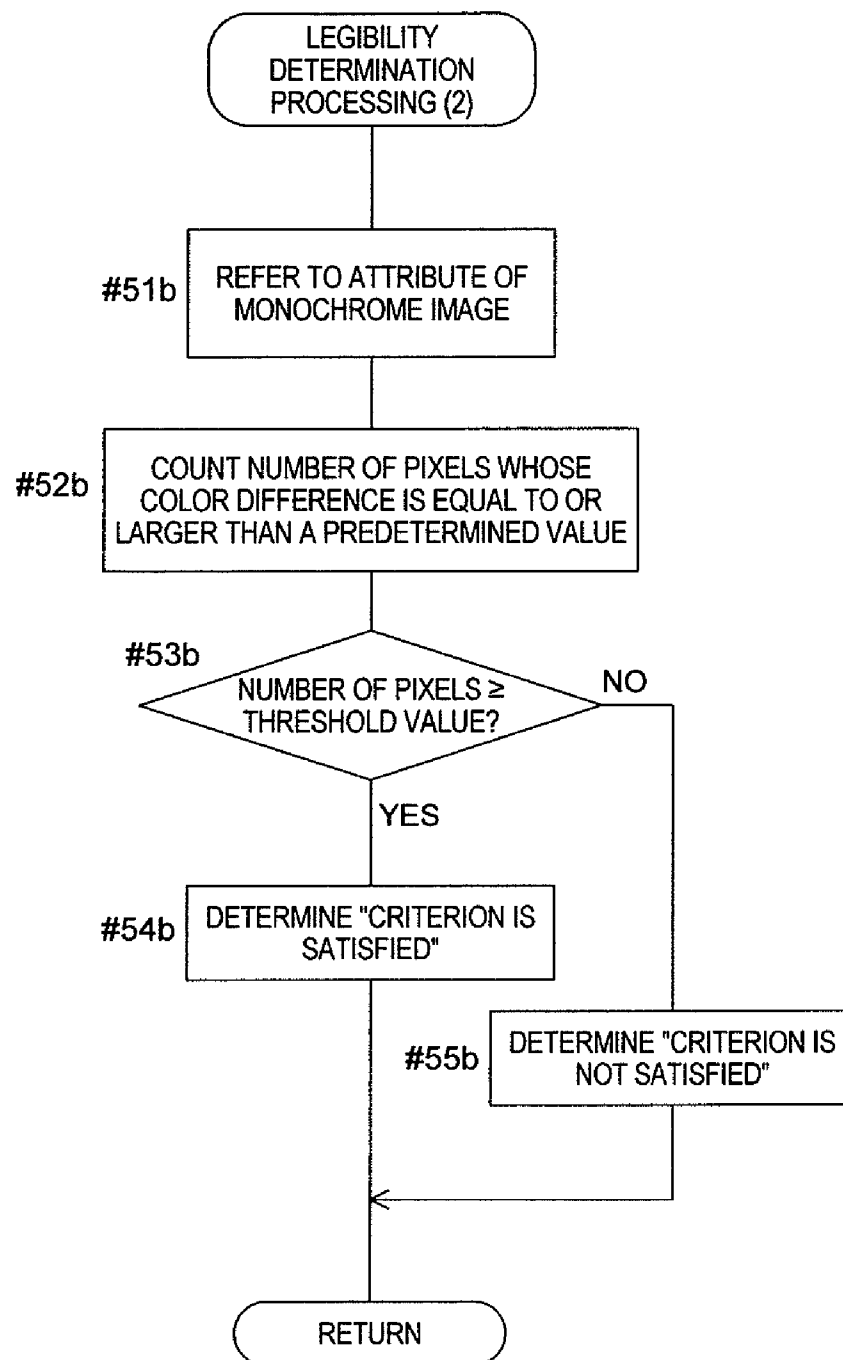 LEGIBILITY
DETERMINATION
PROCESSING (2)
#51b
REFER TO ATTRIBUTE OF
MONOCHROME IMAGE
#52b
COUNT NUMBER OF PIXELS WHOSE
COLOR DIFFERENCE IS EQUAL TO OR
LARGER THAN A PREDETERMINED VALUE
#53b
NUMBER OF PIXELS ≥
THRESHOLD VALUE?
NO
YES
#54b
DETERMINE "CRITERION IS
SATISFIED"
#55b
DETERMINE "CRITERION IS
NOT SATISFIED"
RETURN